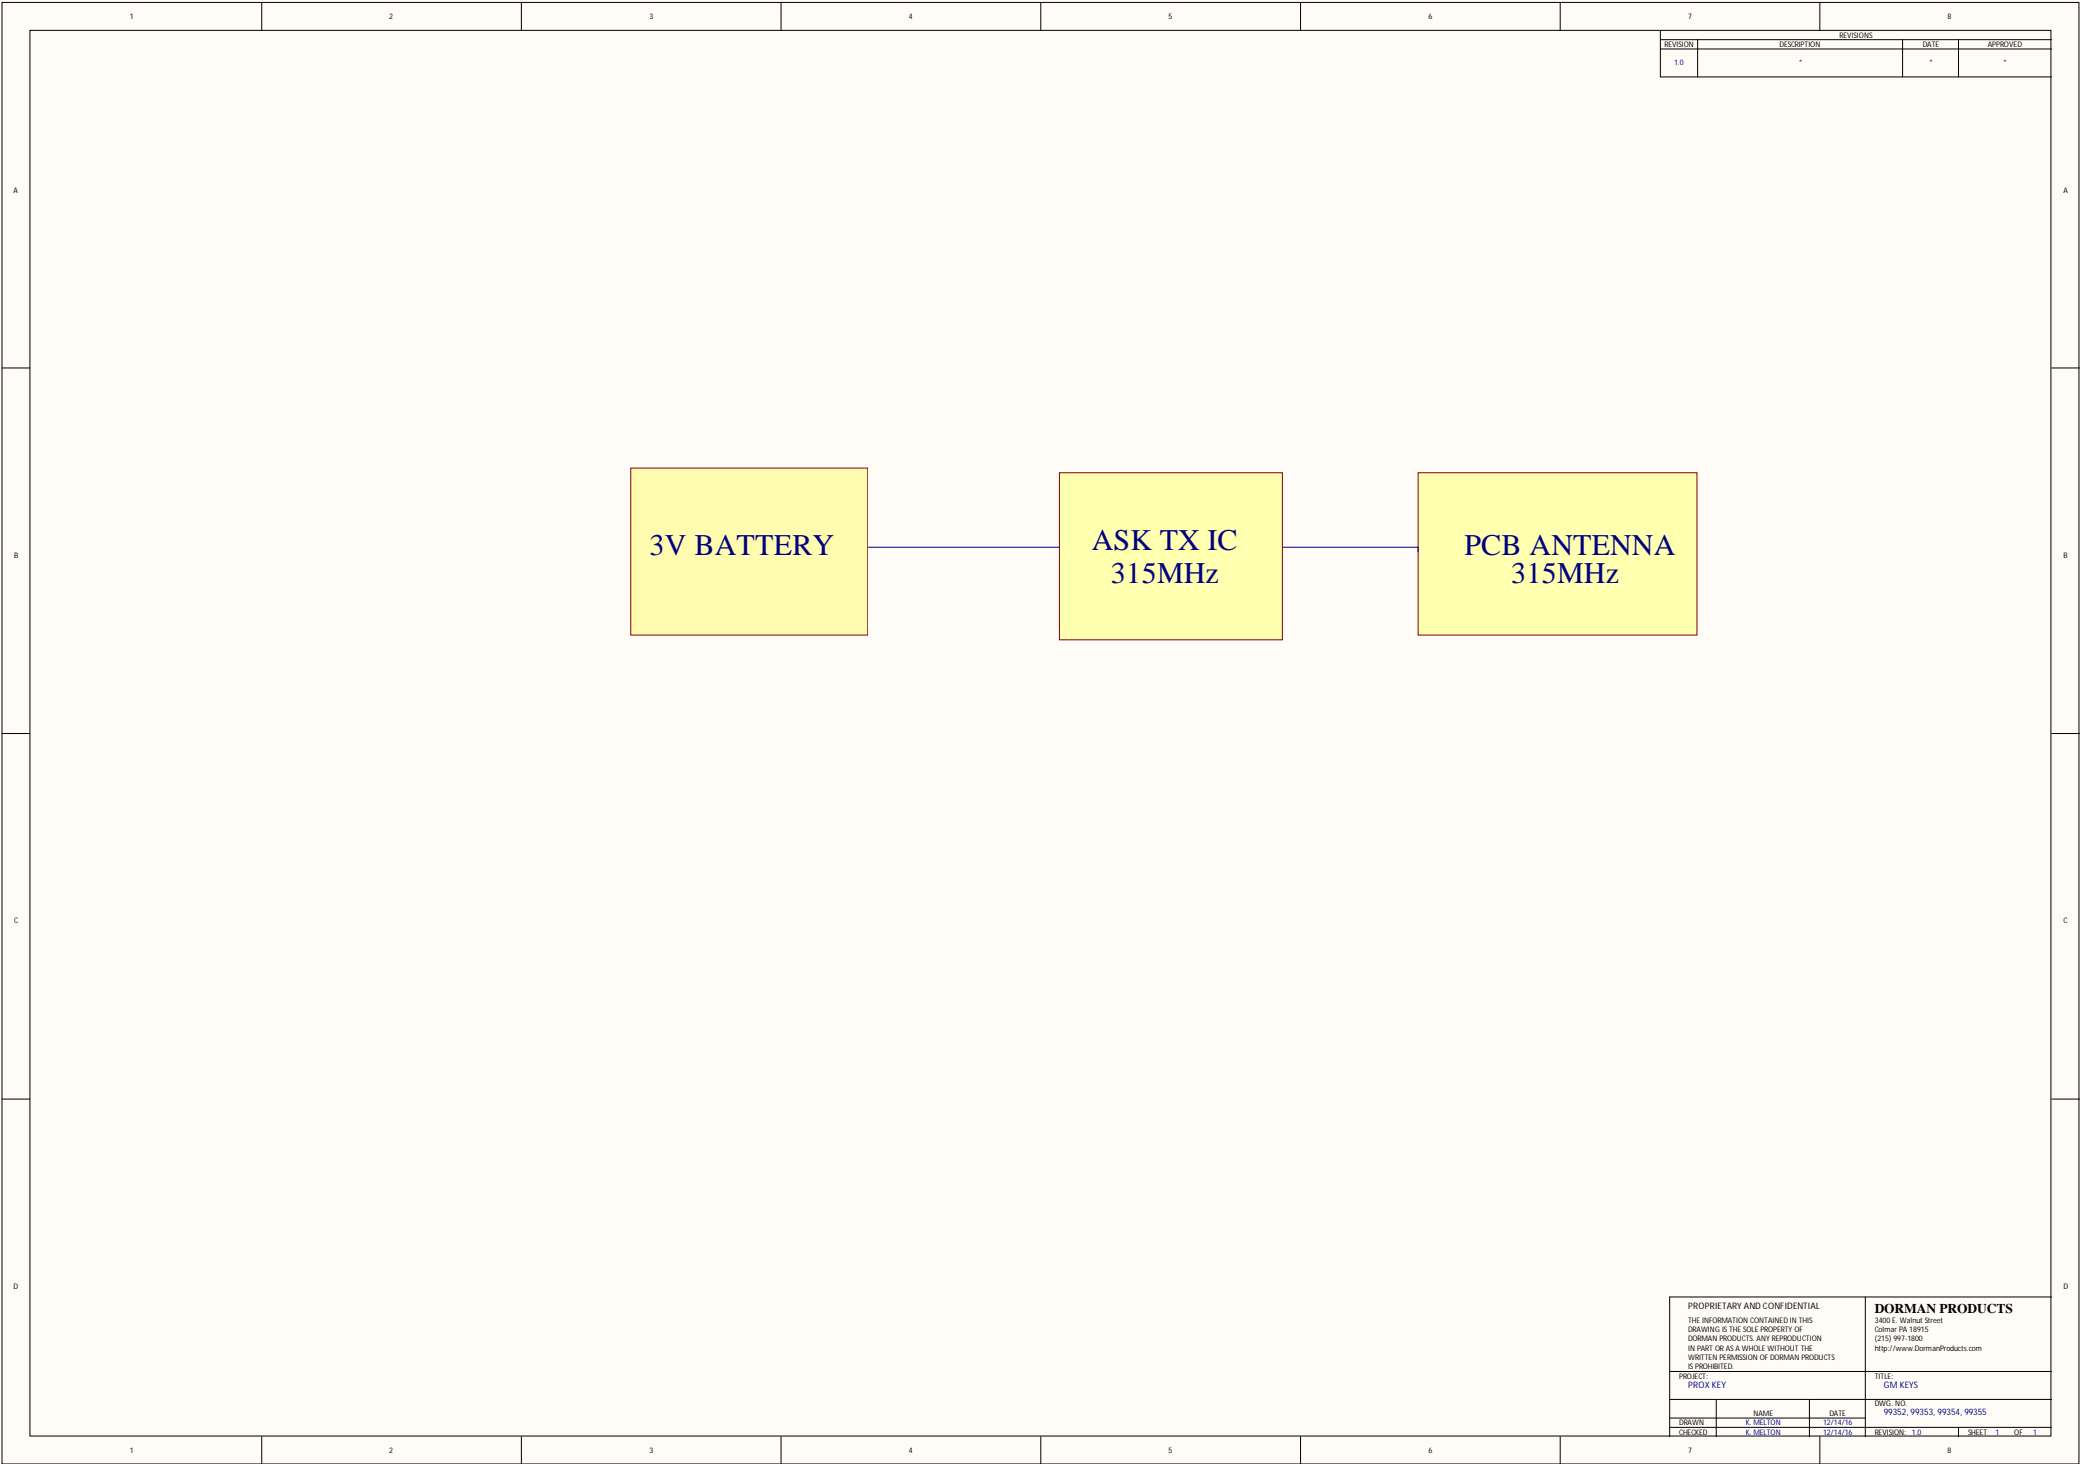 1 2 3 4 5 6 7 8
REVISIONS
REVISION DESCRIPTION DATE APPROVED
1.0 * * *
A A
3V BATTERY
ASK TX IC
315MHz
PCB ANTENNA
315MHz
B B
C C
D D
PROPRIETARY AND CONFIDENTIAL
THE INFORMATION CONTAINED IN THIS
DRAWING IS THE SOLE PROPERTY OF
DORMAN PRODUCTS. ANY REPRODUCTION
IN PART OR AS A WHOLE WITHOUT THE
WRITTEN PERMISSION OF DORMAN PRODUCTS
IS PROHIBITED.
DORMAN PRODUCTS
3400 E. Walnut Street
Colmar PA 18915
(215) 997-1800
http://www.DormanProducts.com
PROJECT:
PROX KEY
TITLE:
GM KEYS
NAME DATE
DRAWN K. MELTON 12/14/16
CHECKED K. MELTON 12/14/16
DWG. NO.
99352, 99353, 99354, 99355
REVISION: 1.0 SHEET 1 OF 1
1 2 3 4 5 6 7 8